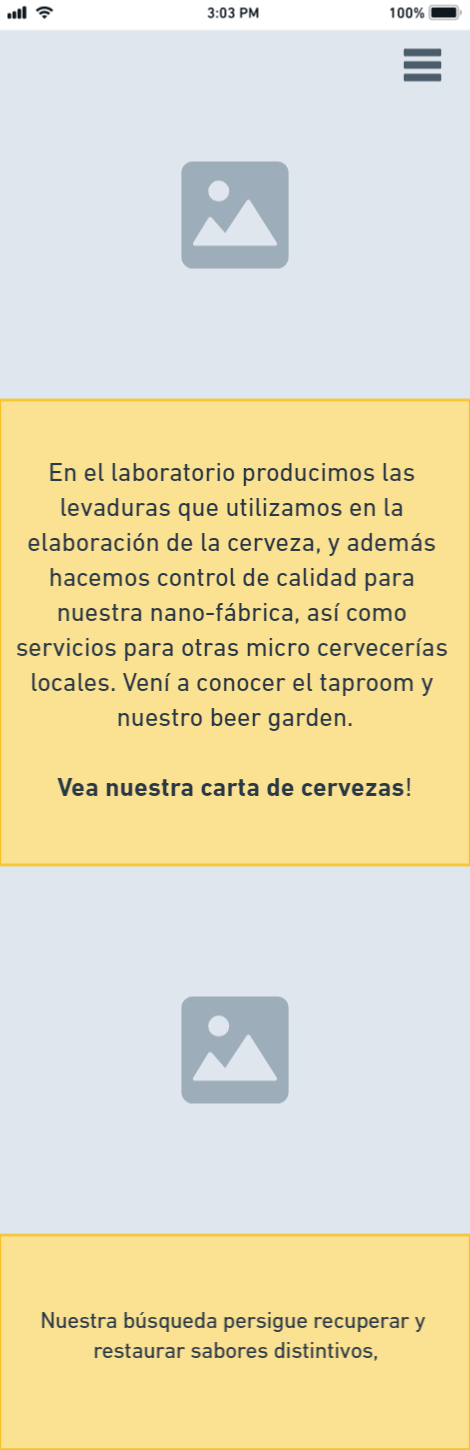 3:03 PM
100%
En el laboratorio producimos las
levaduras que utilizamos en la
elaboración de la cerveza, y además
hacemos control de calidad para
nuestra nano-fábrica, así como
servicios para otras micro cervecerías
locales. Vení a conocer el taproom y
nuestro beer garden.
Vea nuestra carta de cervezas!
Nuestra búsqueda persigue recuperar y
restaurar sabores distintivos,